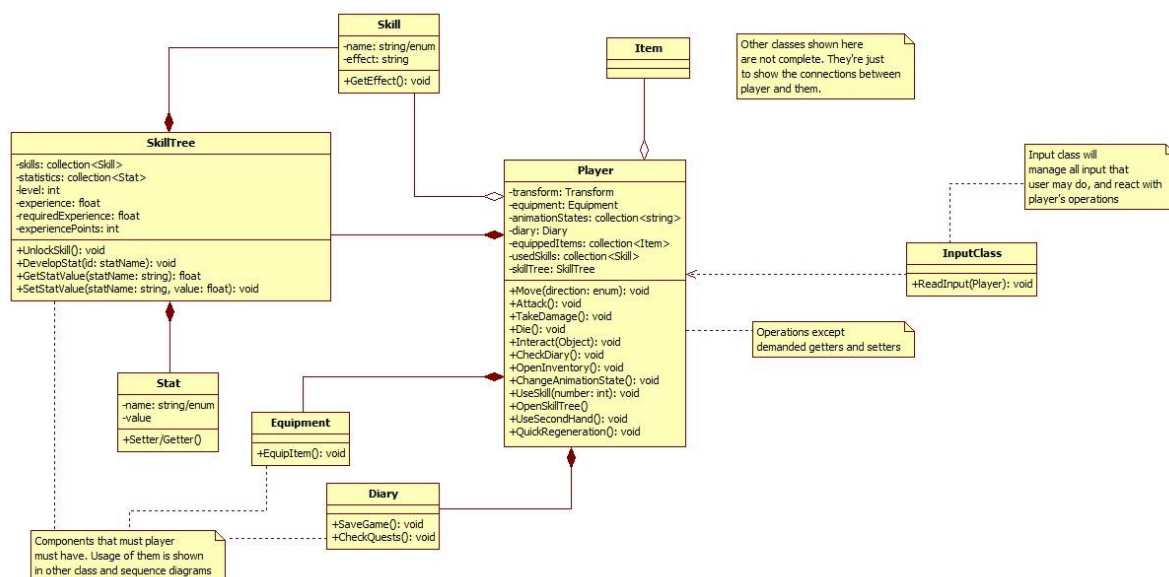 Skill
-name: string/enum
-effect: string
+GetEffect(): void
Item
Other classes shown here
are not complete. They're just
to show the connections between
player and them.
SkillTree
-skills: collection<Skill>
-statistics: collection<Stat>
-level: int
-experience: float
-requiredExperience: float
-experiencePoints: int
+UnlockSkill(): void
+DevelopStat(id: statName): void
+GetStatValue(statName: string): float
+SetStatValue(statName: string, value: float): void
Player
-transform: Transform
-equipment: Equipment
-animationStates: collection<string>
-diary: Diary
-equippedItems: collection<Item>
-usedSkills: collection<Skill>
-skillTree: SkillTree
+Move(direction: enum): void
+Attack(): void
+TakeDamage(): void
+Die(): void
+Interact(Object): void
+CheckDiary(): void
+OpenInventory(): void
+ChangeAnimationState(): void
+UseSkill(number: int): void
+OpenSkillTree()
+UseSecondHand(): void
+QuickRegeneration(): void
Input class will
manage all input that
user may do, and react with
player's operations
InputClass
+ReadInput(Player): void
Operations except
demanded getters and setters
Stat
-name: string/enum
-value
+Setter/Getter()
Equipment
+EquipItem(): void
Diary
+SaveGame(): void
+CheckQuests(): void
Components that must player
must have. Usage of them is shown
in other class and sequence diagrams